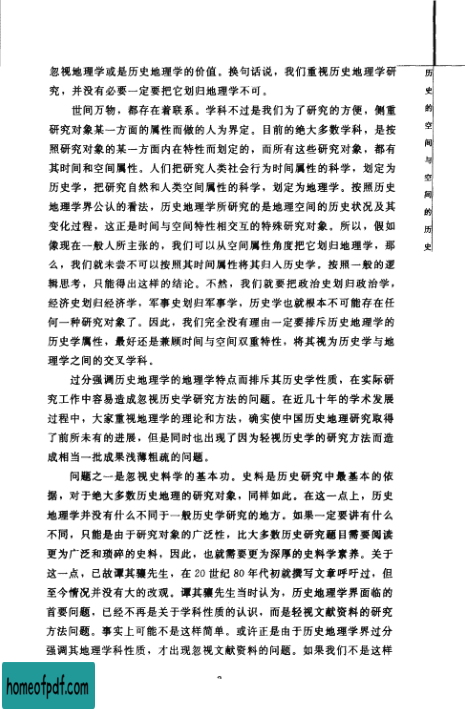 忽视地理学或是历史地理学的价值。换句话说，我们重视历史地理学研
究，并没有必要一定要把它划归地理学不可。
世间万物，都存在着联系。学科不过是我们为了研究的方便，侧重
研究对象某一方面的属性而做的人为界定。目前的绝大多数学科，是按
照研究对象的某一方面内在特性而划定的，而所有这些研究对象，都有
其时间和空间属性。人们把研究人类社会行为时间属性的科学，划定为
历史学，把研究自然和人类空间属性的科学，划定为地理学。按照历史
地理学界公认的看法，历史地理学所研究的是地理空间的历史状况及其
变化过程，这正是时间与空间特性相交互的特殊研究对象。所以，假如
像现在一般人所主张的，我们可以从空间属性角度把它划归地理学，那
么，我们就未尝不可以按照其时间属性将其归入历史学。按照一般的逻
辑思考，只能得出这样的结论。不然，我们就要把政治史划归政治学，
经济史划归经济学，军事史划归军事学，历史学也就根本不可能存在任
何一种研究对象了。因此，我们完全没有理由一定要排斥历史地理学的
历史学属性，最好还是兼顾时间与空间双重特性，将其视为历史学与地
理学之间的交叉学科。
过分强调历史地理学的地理学特点而排斥其历史学性质，在实际研
究工作中容易造成忽视历史学研究方法的问题。在近几十年的学术发展
过程中，大家重视地理学的理论和方法，确实使中国历史地理研究取得
了前所未有的进展，但是同时也出现了因为轻视历史学的研究方法而造
成相当一批成果浅薄粗疏的问题。
问题之一是忽视史料学的基本功。史料是历史研究中最基本的依
据，对于绝大多数历史地理的研究对象，同样如此。在这一点上，历史
地理学并没有什么不同于一般历史学研究的地方。如果一定要讲有什么
不同，只能是由于研究对象的广泛性，比大多数历史研究题目需要阅读
更为广泛和琐碎的史料，因此，也就需要更为深厚的史料学素养。关于
这一点，已故谭其骧先生，在 20 世纪 80 年代初就撰写文章呼吁过，但
至今情况并没有大的改观。谭其骧先生当时认为，历史地理学界面临的
首要问题，已经不再是关于学科性质的认识，而是轻视文献资料的研究
方法问题。事实上可能不是这样简单。或许正是由于历史地理学界过分
强调其地理学科性质，才出现忽视文献资料的问题。如果我们不是这样
历史的空间与空间的历史
homeofpdf.com